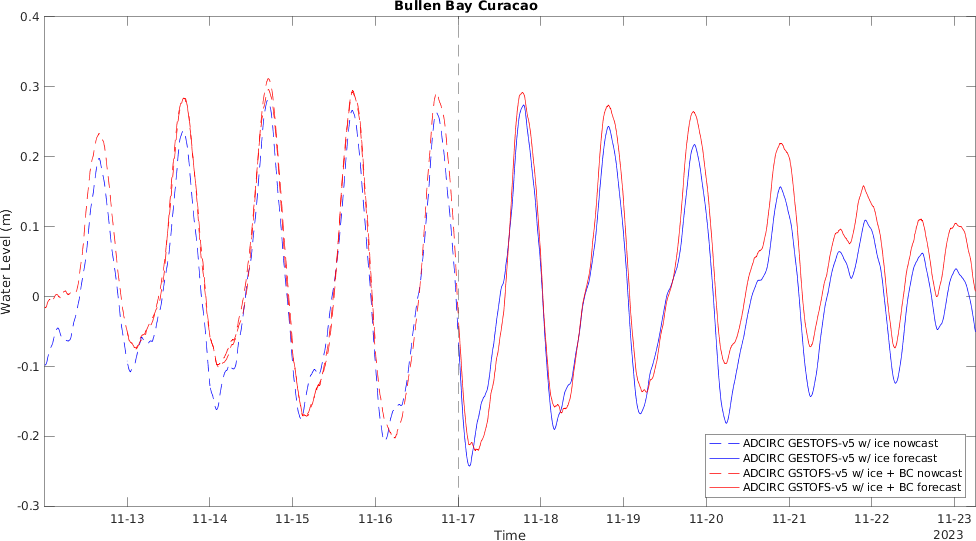 Bullen Bay Curacao
0.4
0.3
0.2
0.1
0
-0.1
-0.2
-0.3
Water Level (m)
ADCIRC GESTOFS-v5 w/ ice nowcast
ADCIRC GESTOFS-v5 w/ ice forecast
ADCIRC GSTOFS-v5 w/ ice + BC nowcast
ADCIRC GSTOFS-v5 w/ ice + BC forecast
11-13 11-14 11-15 11-16 11-17 11-18 11-19 11-20 11-21 11-22 11-23
Time 2023